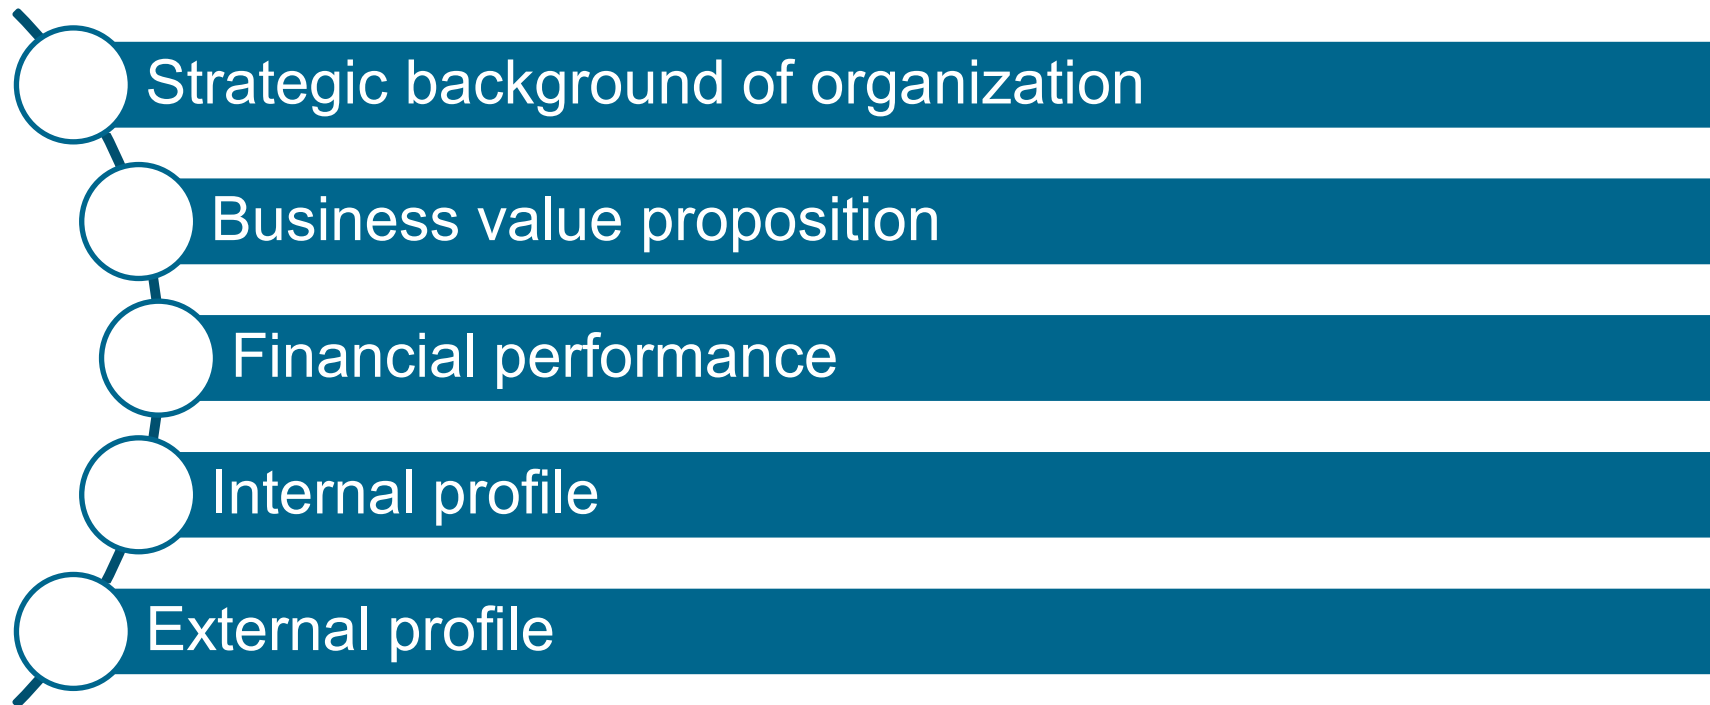 Strategic background of organization
Business value proposition
Financial performance
Internal profile
External profile